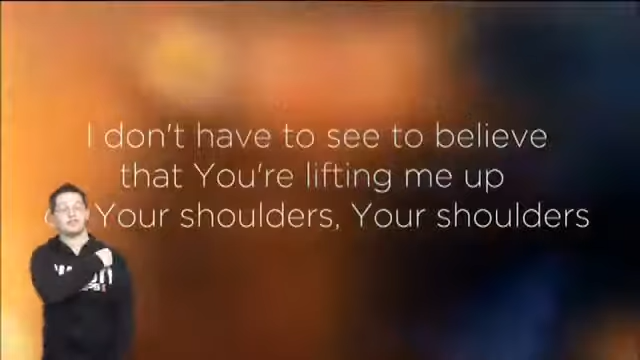 I don't have to see to believe
that You're lifting me up
Your shoulders, Your shoulders